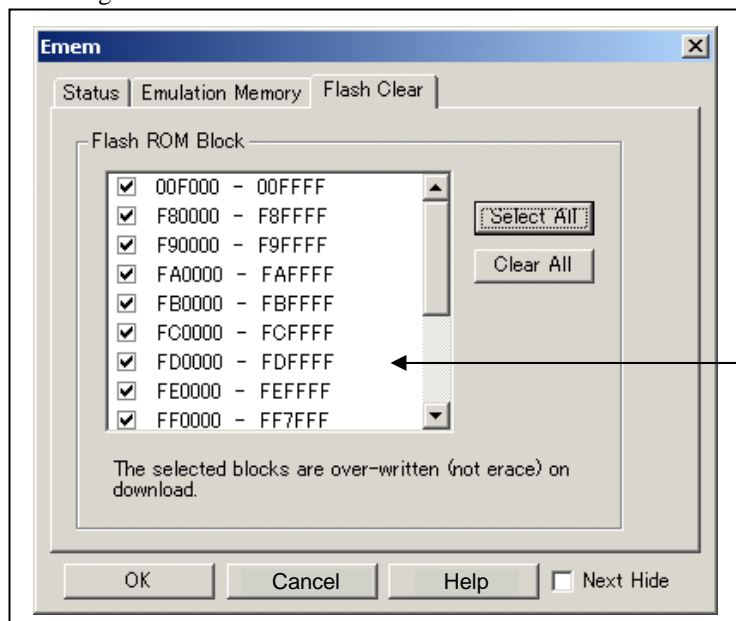 Emem
Status Emulation Memory Flash Clear
Flash ROM Block
00F000 - 00FFFF
F80000 - F8FFFF
F90000 - F9FFFF
FA0000 - FAFFFF
FB0000 - FBFFFF
FC0000 - FCFFFF
FD0000 - FDFFFF
FE0000 - FEFFFF
FF0000 - FF7FFF
Select All
Clear All
The selected blocks are over-written (not erace) on
download.
OK Cancel Help Next Hide